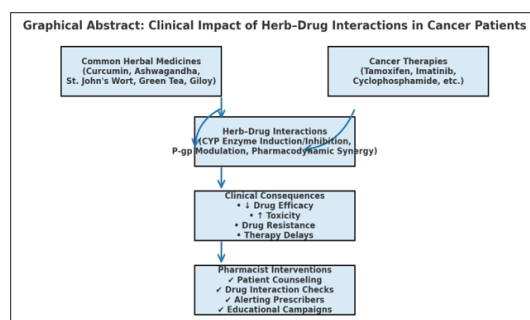 Graphical Abstract: Clinical Impact of Herb–Drug Interactions in Cancer Patients
Common Herbal Medicines
(Curcumin, Ashwagandha,
St. John's Wort, Green Tea, Giloy)
Cancer Therapies
(Tamoxifen, Imatinib,
Cyclophosphamide, etc.)
Herb–Drug Interactions
(CYP Enzyme Induction/Inhibition,
P-gp Modulation, Pharmacodynamic Synergy)
Clinical Consequences
• ↓ Drug Efficacy
• ↑ Toxicity
• Drug Resistance
• Therapy Delays
Pharmacist Interventions
✔ Patient Counseling
✔ Drug Interaction Checks
✔ Alerting Prescribers
✔ Educational Campaigns